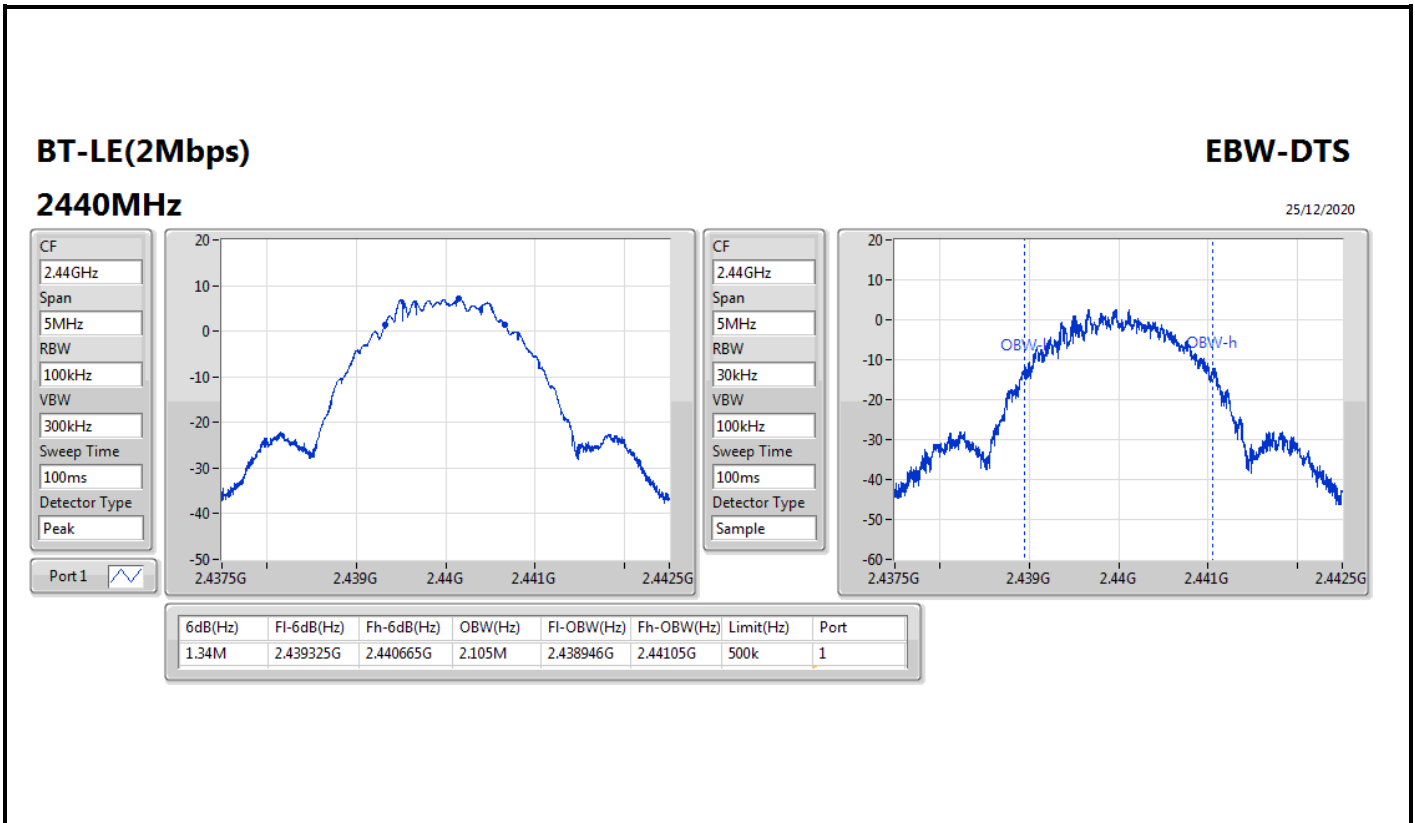 BT-LE(2Mbps)
EBW-DTS
2440MHz
25/12/2020
CF
2.44GHz
Span
5MHz
RBW
100kHz
VBW
300kHz
Sweep Time
100ms
Detector Type
Peak
Port 1
20
10
0
-10
-20
-30
-40
-50
2.4375G 2.439G 2.44G 2.441G 2.4425G
CF
2.44GHz
Span
5MHz
RBW
30kHz
VBW
100kHz
Sweep Time
100ms
Detector Type
Sample
20
10
0
-10
-20
-30
-40
-50
-60
OBW-l OBW-h
2.4375G 2.439G 2.44G 2.441G 2.4425G
6dB(Hz) Fl-6dB(Hz) Fh-6dB(Hz) OBW(Hz) Fl-OBW(Hz) Fh-OBW(Hz) Limit(Hz) Port
1.34M 2.439325G 2.440665G 2.105M 2.438946G 2.44105G 500k 1